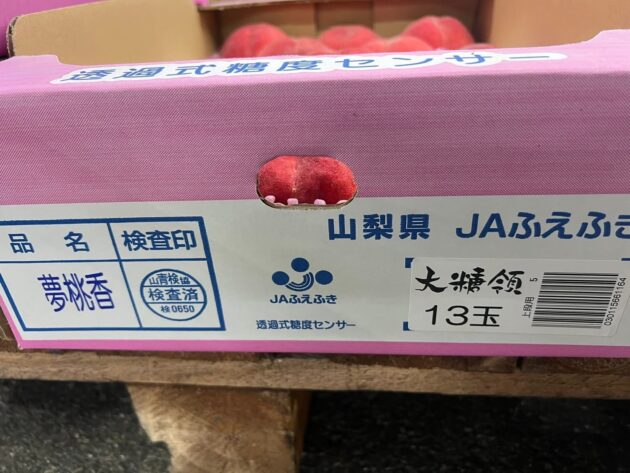 透過式糖度センサー
山梨県 JAふえふき
品名 検査印
夢桃香
山青検協
検査済
検0650
JAふえふき
透過式糖度センサー
大糖領
13玉
上段用 5
030115661164